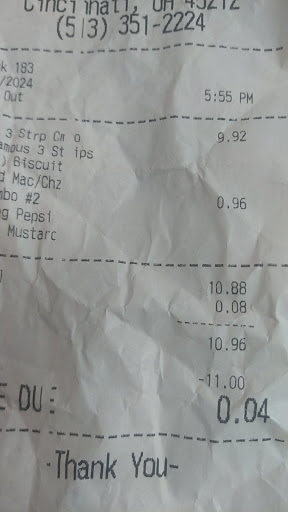 Cincinnati, OH 45212
(513) 351-2224
k 183
/2024
Out 5:55 PM
3 Strp Cm o 9.92
amous 3 St ips
) Biscuit
d Mac/Chz
mbo #2 0.96
g Pepsi
Mustard
10.88
0.08
10.96
-11.00
E DUE 0.04
-Thank You-